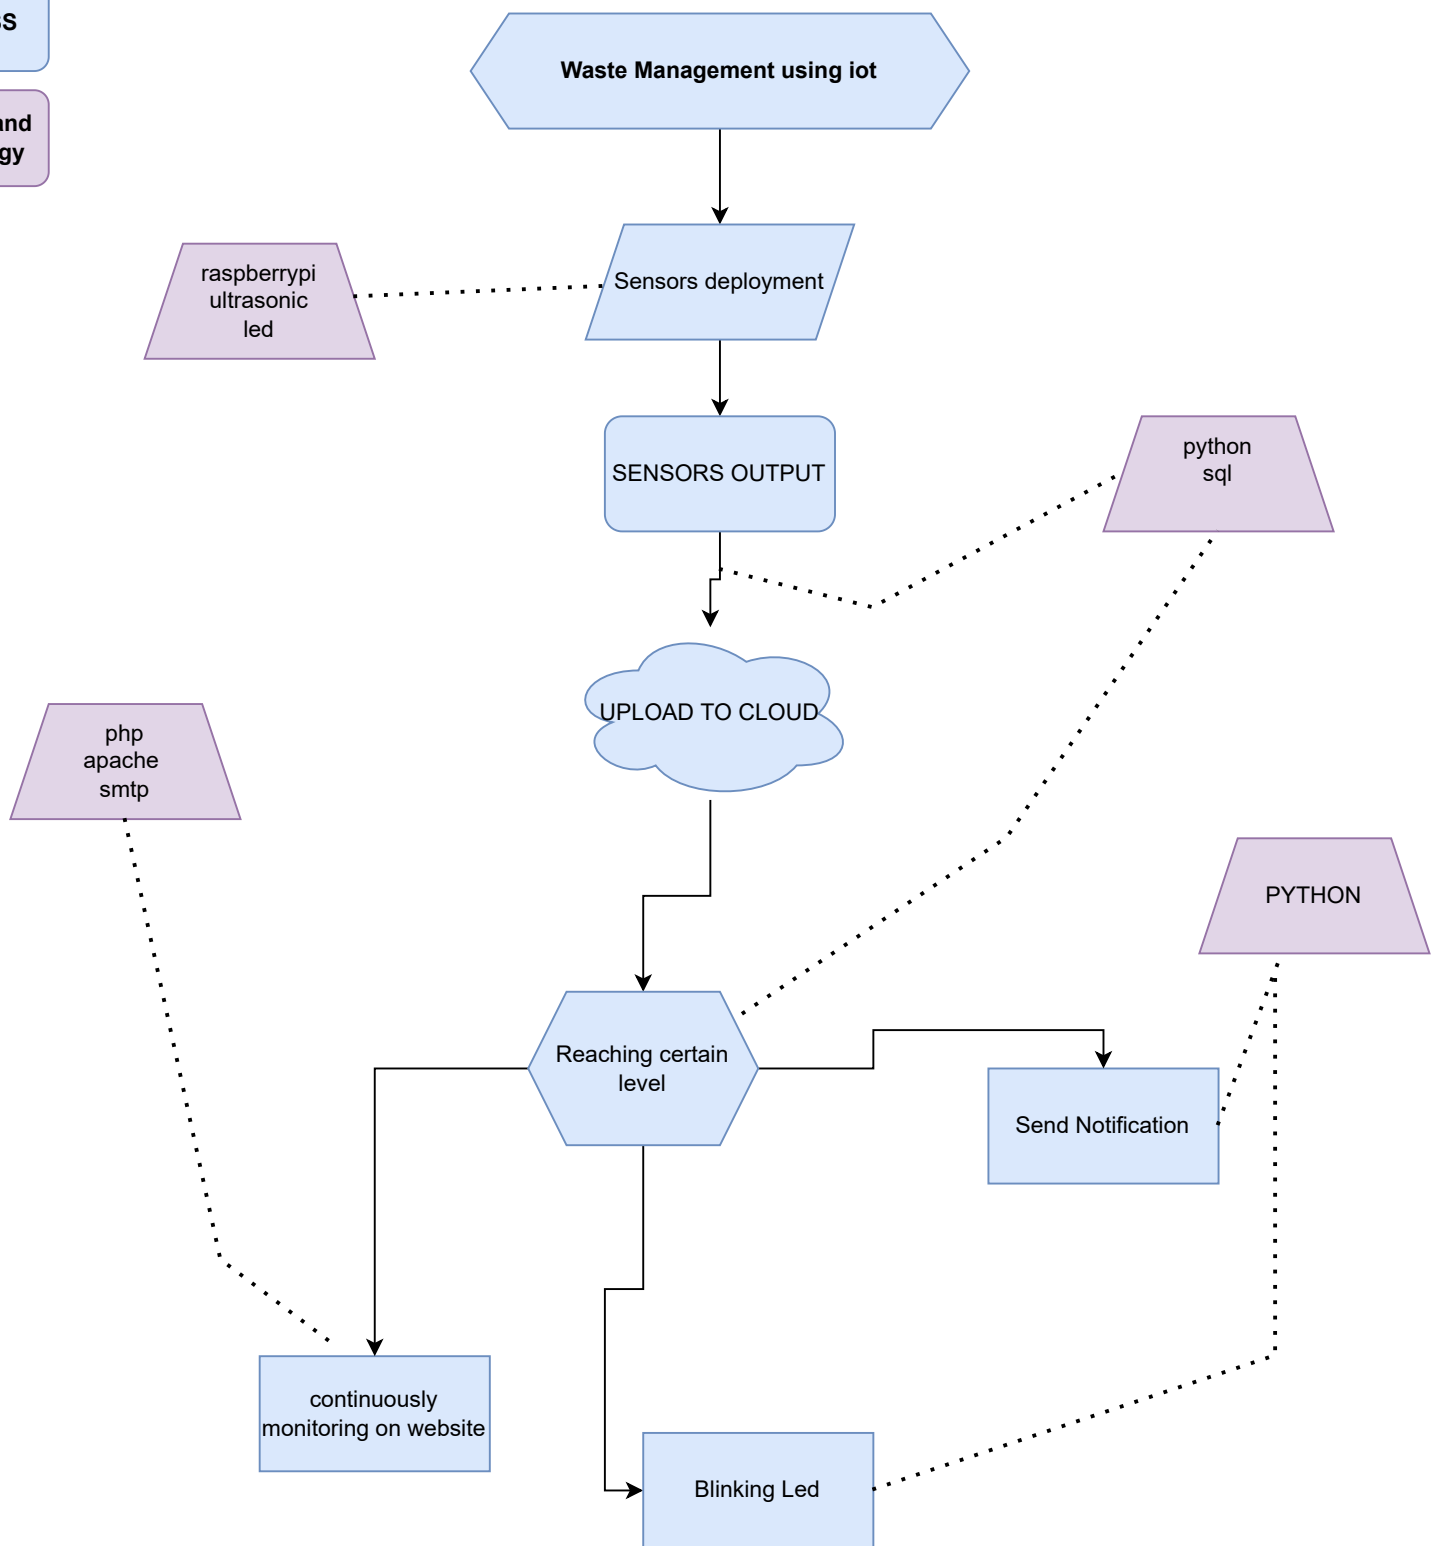 Waste Management using iot
and
raspberrypi
ultrasonic
led
Sensors deployment
SENSORS OUTPUT
python
sql
UPLOAD TO CLOUD
php
apache
smtp
PYTHON
Reaching certain
level
Send Notification
continuously
monitoring on website
Blinking Led